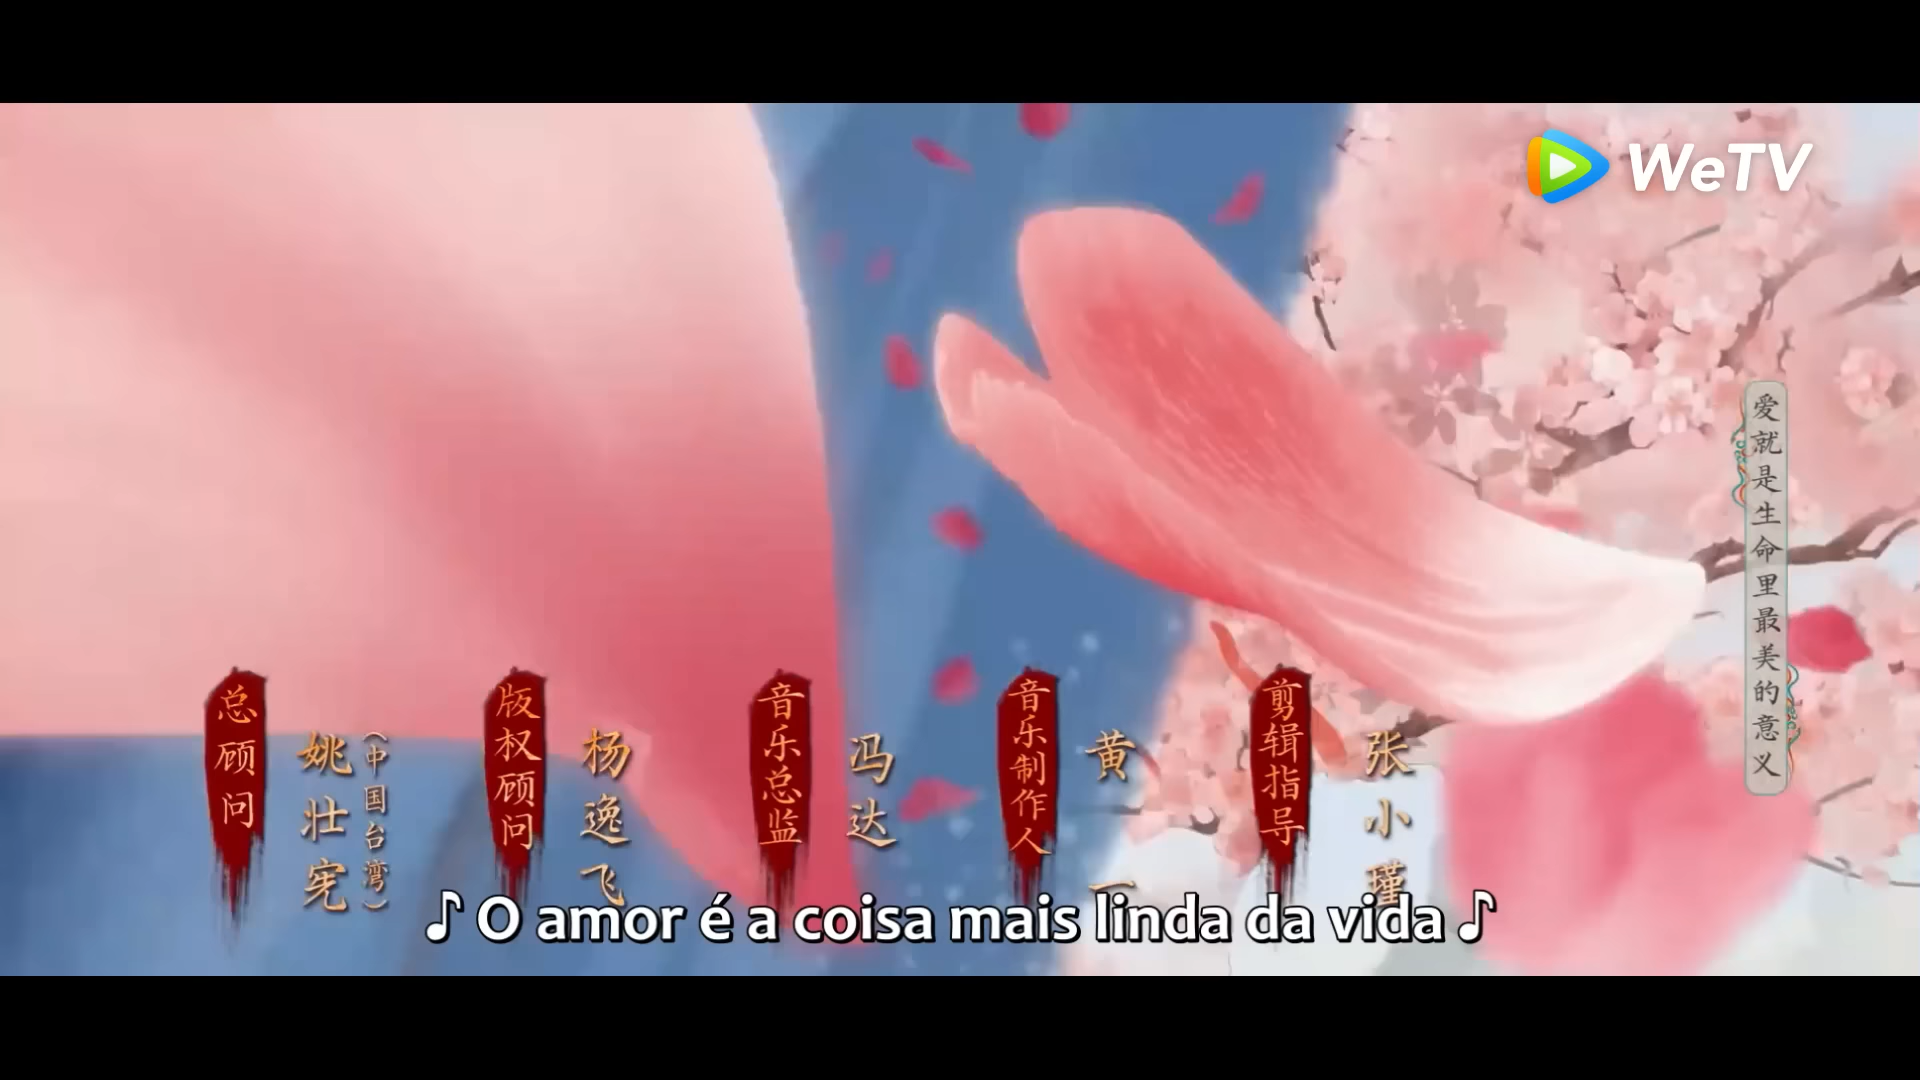 WeTV
爱就是生命里最美的意义
总顾问
姚壮宪
（中国台湾）
版权顾问
杨逸飞
音乐总监
冯达
音乐制作人
黄一
剪辑指导
张小瑾
♪ O amor é a coisa mais linda da vida ♪